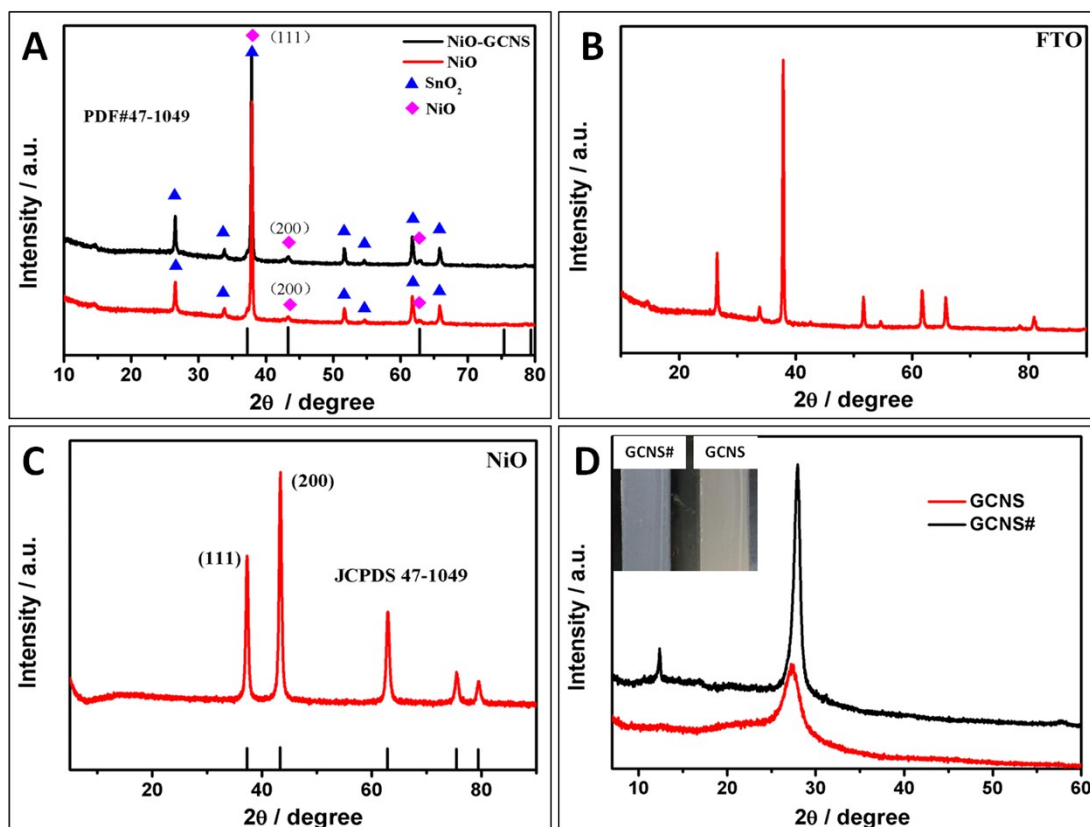 A
(111)
NiO-GCNS
NiO
SnO₂
NiO
PDF#47-1049
(200)
(200)
Intensity / a.u.
10 20 30 40 50 60 70 80
2θ / degree
B
FTO
Intensity / a.u.
20 40 60 80
2θ / degree
C
NiO
(200)
(111)
JCPDS 47-1049
Intensity / a.u.
20 40 60 80
2θ / degree
D
GCNS# GCNS
GCNS
GCNS#
Intensity / a.u.
10 20 30 40 50 60
2θ / degree